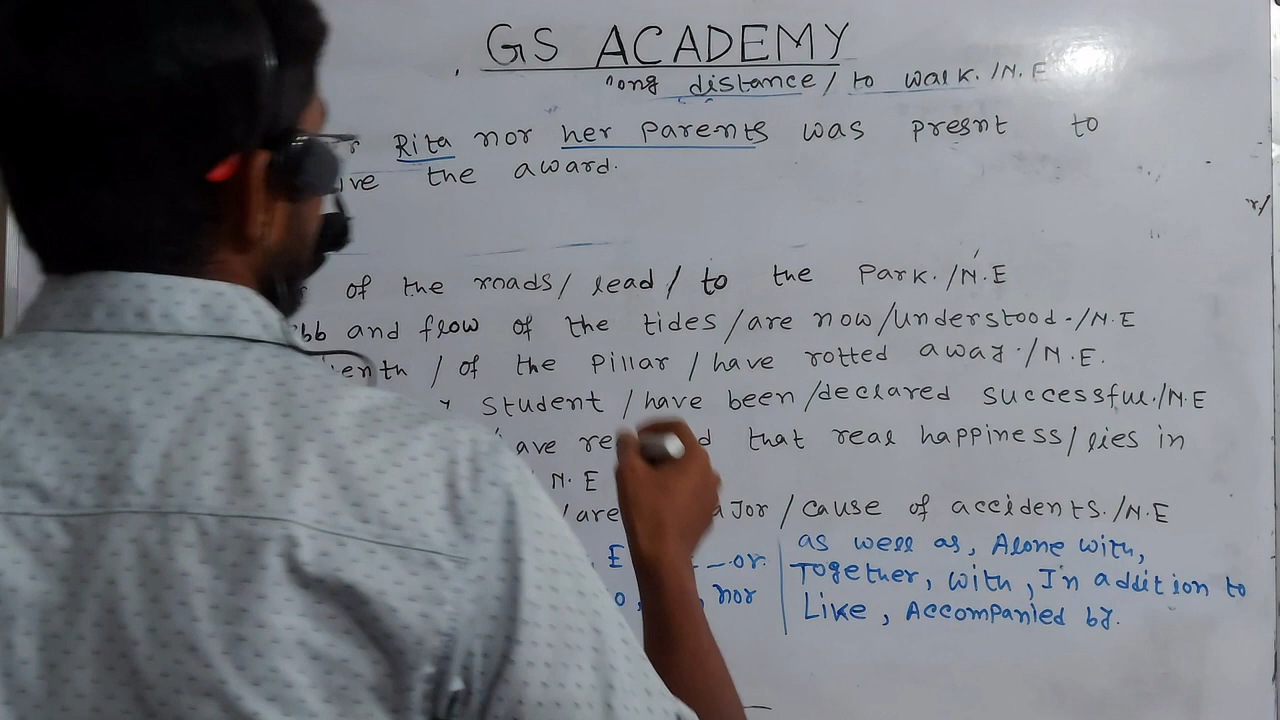 GS ACADEMY
long distance / to walk. /N.E
Rita nor her parents was presnt to
the award.
of the roads/ lead / to the Park. /N.E
bb and flow of the tides /are now /understood. /N.E
enth / of the Pillar /have rotted away. /N.E.
student /have been /declared successful. /N.E
ave that real happiness/ lies in
N.E
/are Jor / cause of accidents. /N.E
as well as, Alone with,
E or Together, with, In addition to
o, nor Like, Accompanied by.